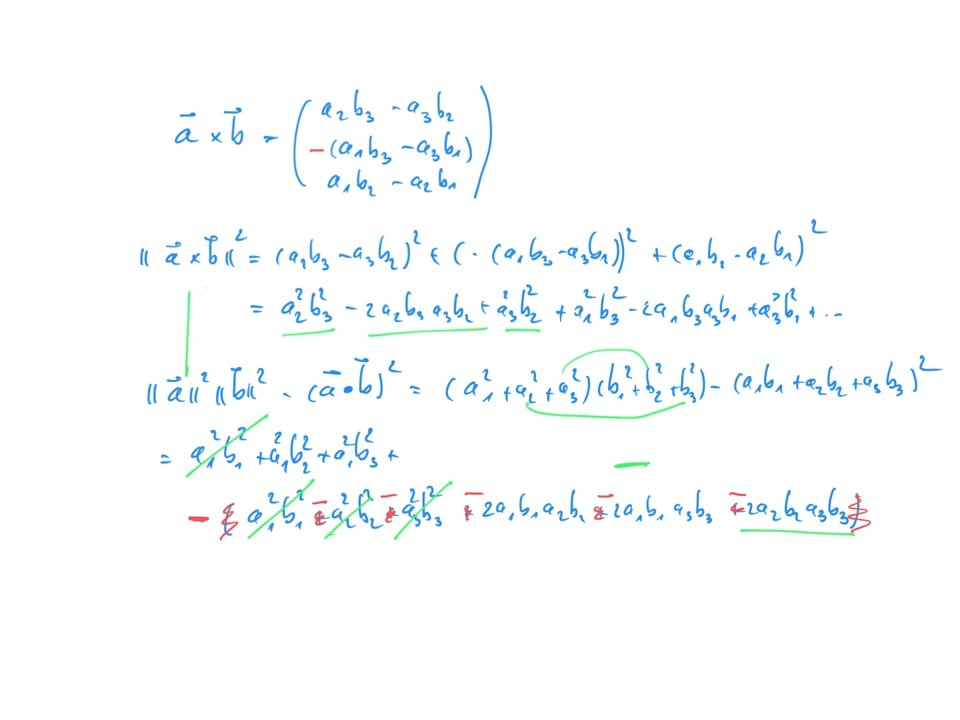 a⃗ × b⃗ = ( a₂b₃ - a₃b₂
-(a₁b₃ - a₃b₁)
a₁b₂ - a₂b₁ )
‖a⃗ × b⃗‖² = (a₂b₃ - a₃b₂)² + (-(a₁b₃ - a₃b₁))² + (a₁b₂ - a₂b₁)²
= a₂²b₃² - 2a₂b₃a₃b₂ + a₃²b₂² + a₁²b₃² - 2a₁b₃a₃b₁ + a₃²b₁² + ...
‖a⃗‖²‖b⃗‖² - (a⃗ • b⃗)² = (a₁² + a₂² + a₃²)(b₁² + b₂² + b₃²) - (a₁b₁ + a₂b₂ + a₃b₃)²
= a₁²b₁² + a₁²b₂² + a₁²b₃² +
- a₁²b₁² - a₂²b₂² - a₃²b₃² - 2a₁b₁a₂b₂ - 2a₁b₁a₃b₃ - 2a₂b₂a₃b₃